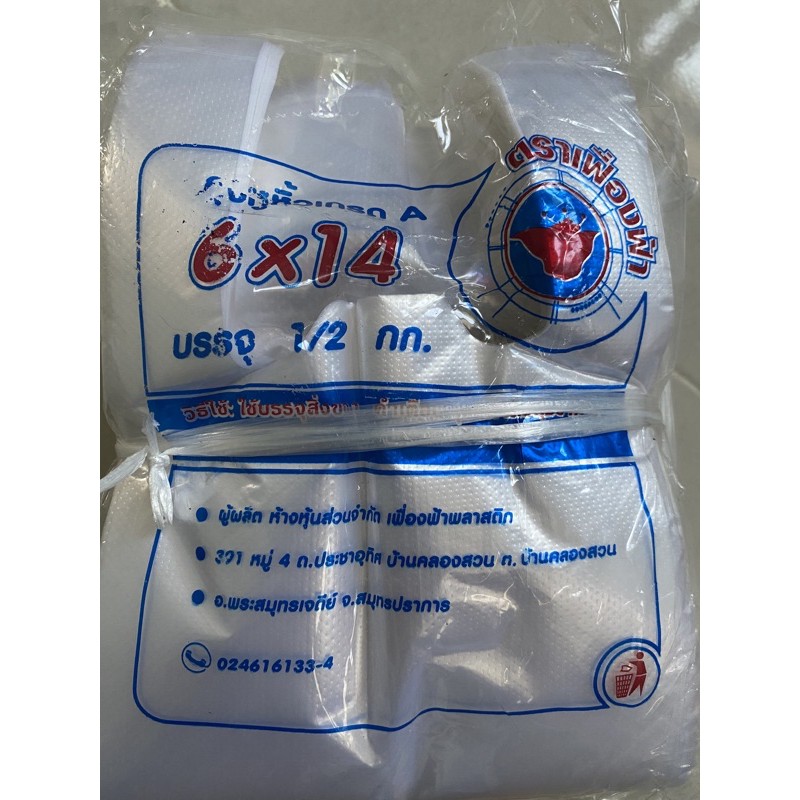 ตราเฟื่องฟ้า
ถุงหูหิ้วเกรด A
6x14
บรรจุ 1/2 กก.
วิธีใช้: ใช้บรรจุสิ่งของ
ผู้ผลิต ห้างหุ้นส่วนจำกัด เฟื่องฟ้าพลาสติก
391 หมู่ 4 ถ.ประชาอุทิศ บ้านคลองสวน ต. บ้านคลองสวน
อ.พระสมุทรเจดีย์ จ.สมุทรปราการ
024616133-4